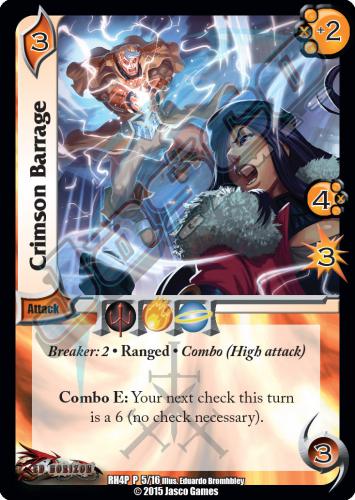 3
+2
Crimson Barrage
4
3
Attack
Breaker: 2 • Ranged • Combo (High attack)
Combo E: Your next check this turn
is a 6 (no check necessary).
RED HORIZON
3
RH4P_P 5/16 Illus. Eduardo Bromhbley
© 2015 Jasco Games